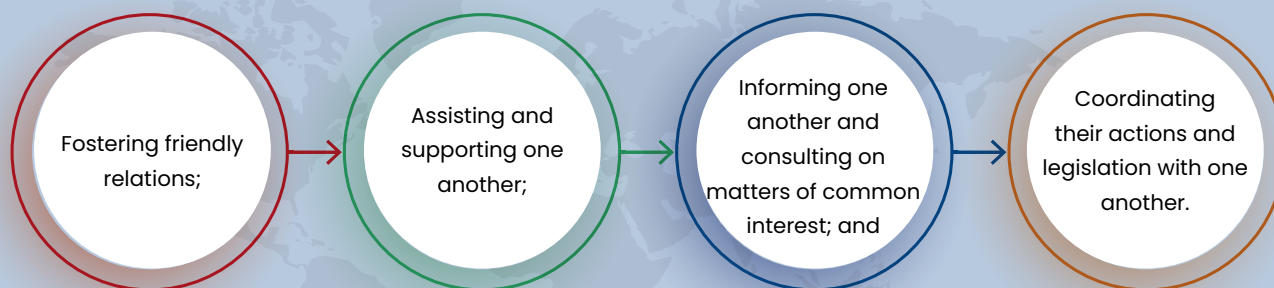 Fostering friendly
relations;
Assisting and
supporting one
another;
Informing one
another and
consulting on
matters of common
interest; and
Coordinating
their actions and
legislation with one
another.